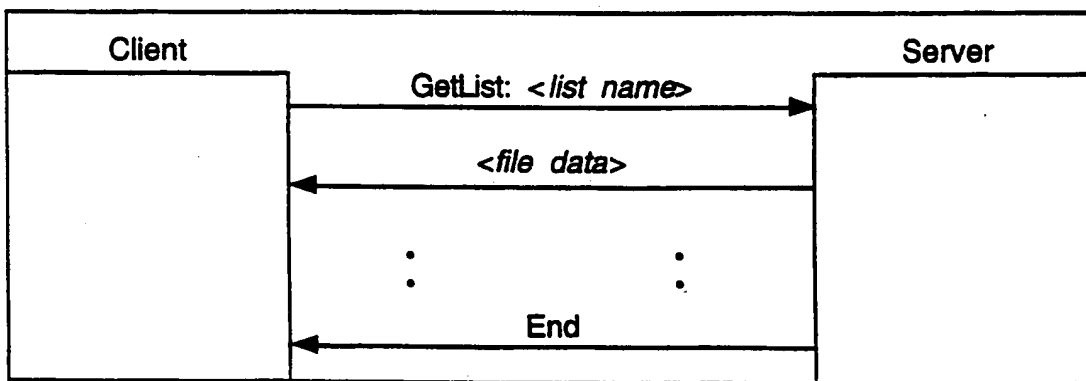 Client
Server
GetList: <list name>
<file data>
End